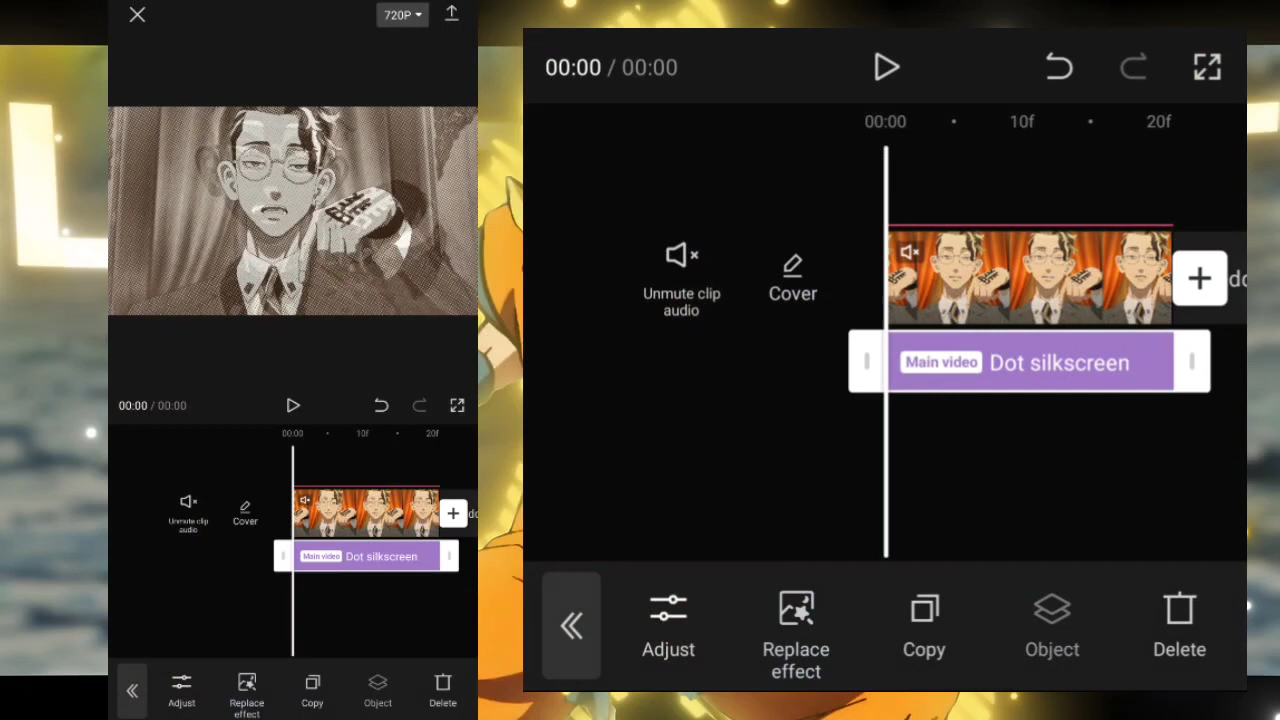 720P
00:00 / 00:00
00:00
10f
20f
Unmute clip
audio
Cover
Main video Dot silkscreen
Adjust
Replace
effect
Copy
Object
Delete
00:00 / 00:00
00:00
10f
20f
Unmute clip
audio
Cover
Main video Dot silkscreen
Adjust
Replace
effect
Copy
Object
Delete